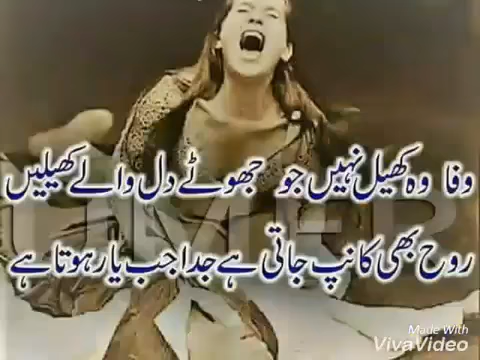 وفا وہ کھیل نہیں جو جھوٹے دل والے کھیلیں
روح بھی کانپ جاتی ہے جدا جب یار ہوتا ہے
Made With
VivaVideo